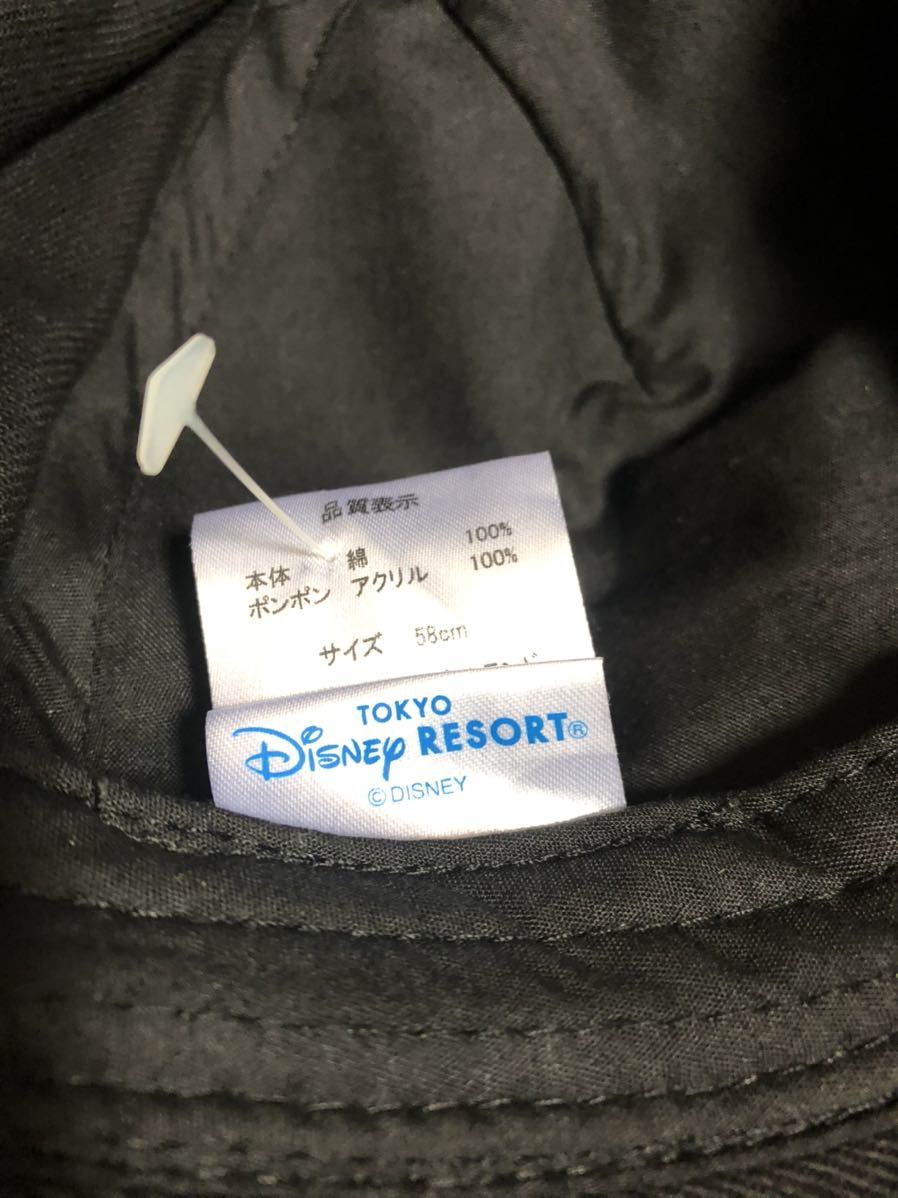 品質表示
本体 綿 100%
ポンポン アクリル 100%
サイズ 58cm
TOKYO
Disney RESORT®
© DISNEY